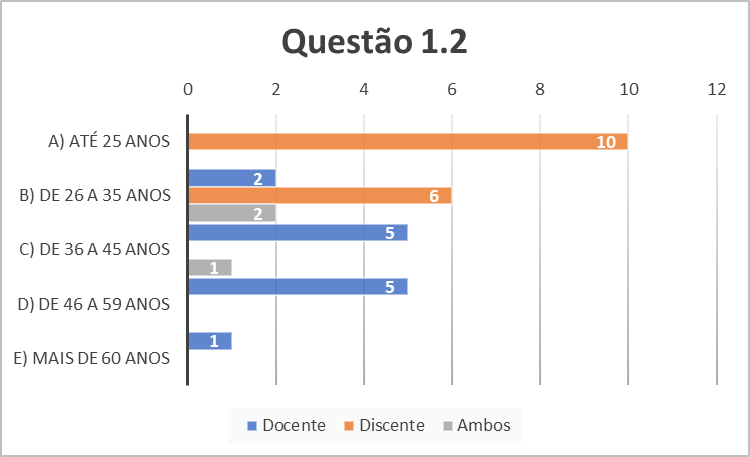 Questão 1.2
0 2 4 6 8 10 12
A) ATÉ 25 ANOS
10
2
B) DE 26 A 35 ANOS
6
2
5
C) DE 36 A 45 ANOS
1
5
D) DE 46 A 59 ANOS
1
E) MAIS DE 60 ANOS
Docente Discente Ambos